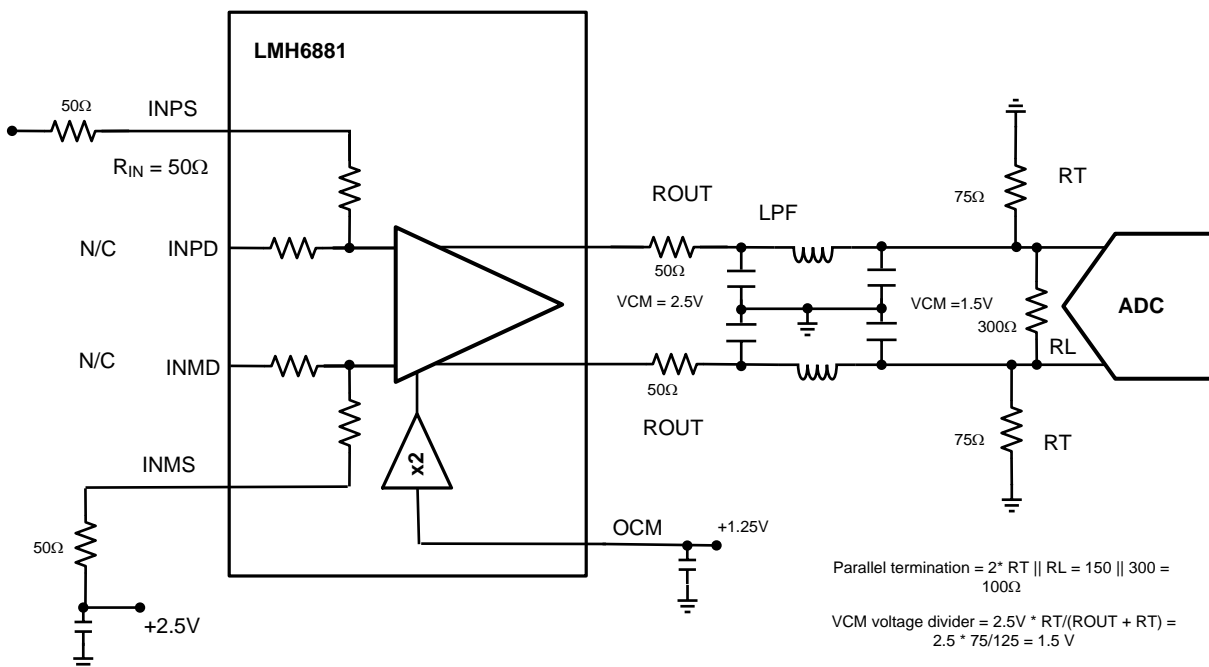 LMH6881
50Ω
INPS
R_IN = 50Ω
N/C
INPD
N/C
INMD
INMS
50Ω
+2.5V
x2
OCM
+1.25V
ROUT
50Ω
LPF
VCM = 2.5V
VCM =1.5V
50Ω
ROUT
75Ω
RT
300Ω
RL
75Ω
RT
ADC
Parallel termination = 2* RT || RL = 150 || 300 =
100Ω
VCM voltage divider = 2.5V * RT/(ROUT + RT) =
2.5 * 75/125 = 1.5 V